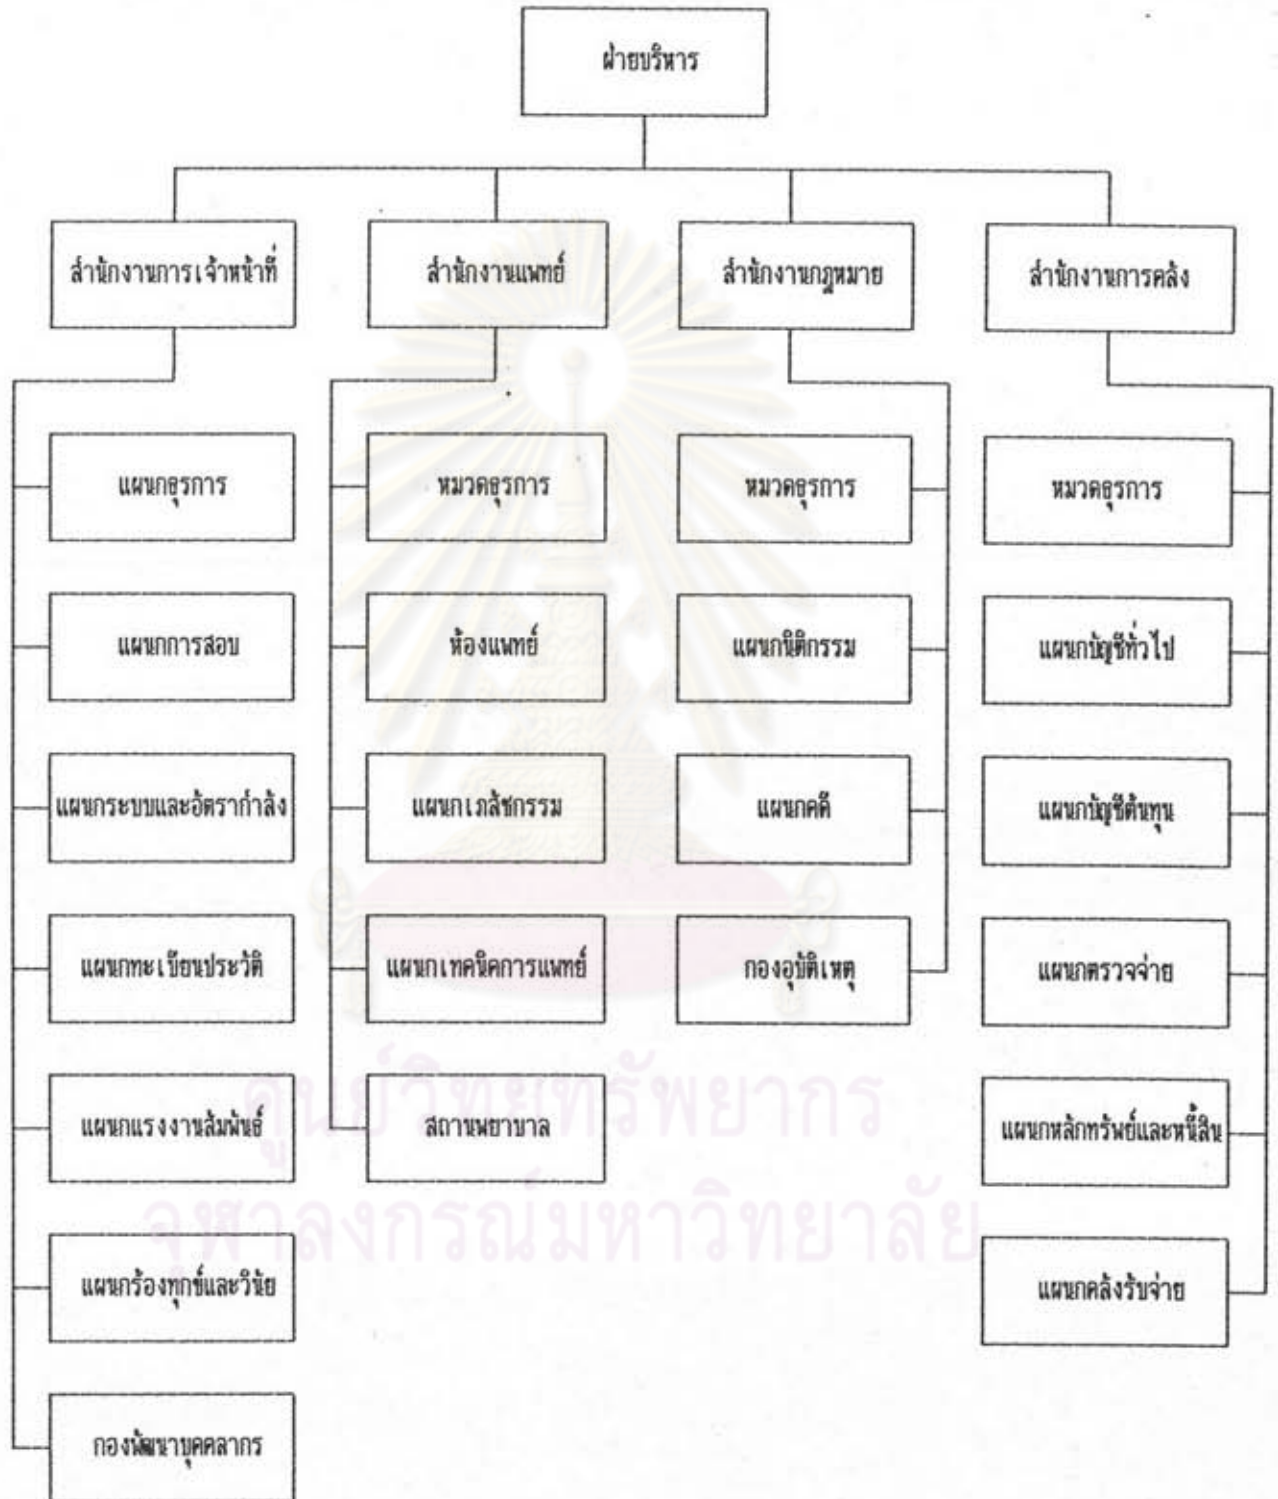 ฝ่ายบริหาร
สำนักงานการเจ้าหน้าที่
สำนักงานแพทย์
สำนักงานกฎหมาย
สำนักงานการคลัง
แผนกธุรการ
หมวดธุรการ
หมวดธุรการ
หมวดธุรการ
แผนกการสอบ
ห้องแพทย์
แผนกนิติกรรม
แผนกบัญชีทั่วไป
แผนกระบบและอัตรากำลัง
แผนกเภสัชกรรม
แผนกคดี
แผนกบัญชีต้นทุน
แผนกทะเบียนประวัติ
แผนกเทคนิคการแพทย์
กองอุบัติเหตุ
แผนกตรวจจ่าย
แผนกแรงงานสัมพันธ์
สถานพยาบาล
แผนกหลักทรัพย์และหนี้สิน
แผนกร้องทุกข์และวินัย
แผนกคลังรับจ่าย
กองพัฒนาบุคคลากร
ศูนย์วิทยทรัพยากร
จุฬาลงกรณ์มหาวิทยาลัย